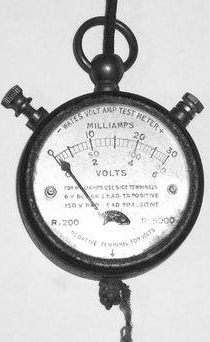 WATES VOLT AMP TEST METER
MILLIAMPS
0 10 20 30
50 100 150
2 4 6
VOLTS
FOR MILLIAMPS USE SIDE TERMINALS
6 V BLACK LEAD TO POSITIVE
150 V RED LEAD TO POSITIVE
R. 200 R. 5000
NEGATIVE TERMINAL FOR VOLTS